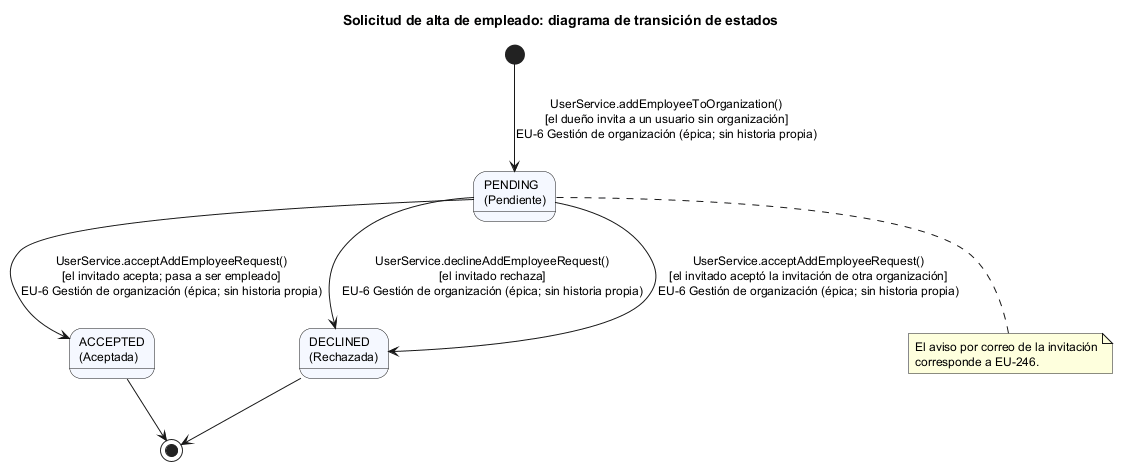 Solicitud de alta de empleado: diagrama de transición de estados
UserService.addEmployeeToOrganization()
[el dueño invita a un usuario sin organización]
EU-6 Gestión de organización (épica; sin historia propia)
PENDING
(Pendiente)
UserService.acceptAddEmployeeRequest()
[el invitado acepta; pasa a ser empleado]
EU-6 Gestión de organización (épica; sin historia propia)
UserService.declineAddEmployeeRequest()
[el invitado rechaza]
EU-6 Gestión de organización (épica; sin historia propia)
UserService.acceptAddEmployeeRequest()
[el invitado aceptó la invitación de otra organización]
EU-6 Gestión de organización (épica; sin historia propia)
ACCEPTED
(Aceptada)
DECLINED
(Rechazada)
El aviso por correo de la invitación
corresponde a EU-246.